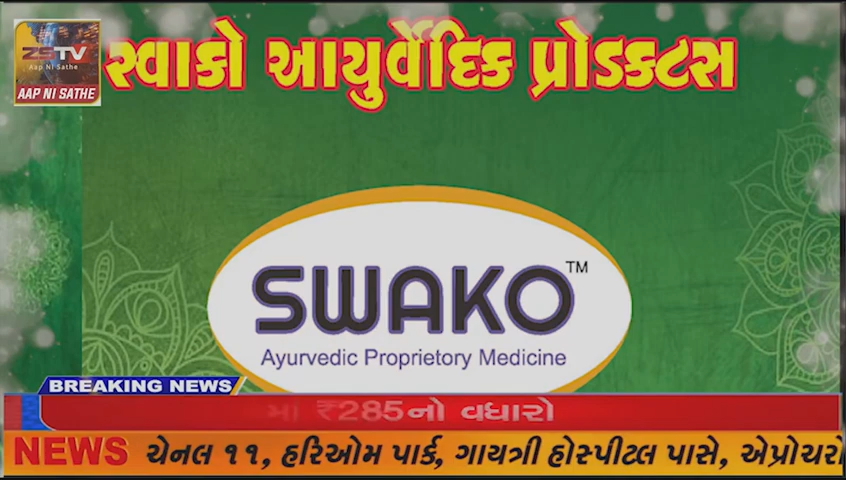 ZSTV
Aap Ni Sathe
AAP NI SATHE
સ્વાકો આયુર્વેદિક પ્રોડક્ટસ
SWAKO™
Ayurvedic Proprietory Medicine
BREAKING NEWS
માં ₹285નો વધારો
NEWS ચેનલ ૧૧, હરિઓમ પાર્ક, ગાયત્રી હોસ્પીટલ પાસે, એપ્રોચરો